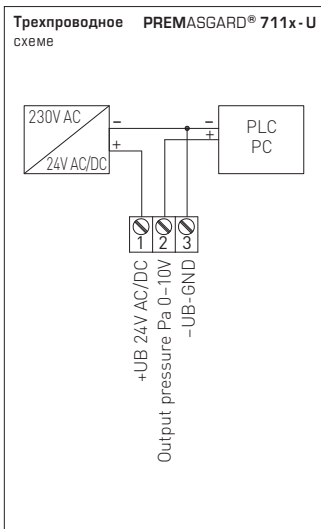 Трехпроводное PREMASGARD® 711x-U
схеме
230V AC
24V AC/DC
–
+
–
+
PLC
PC
1 2 3
+UB 24V AC/DC
Output pressure Pa 0–10V
–UB-GND